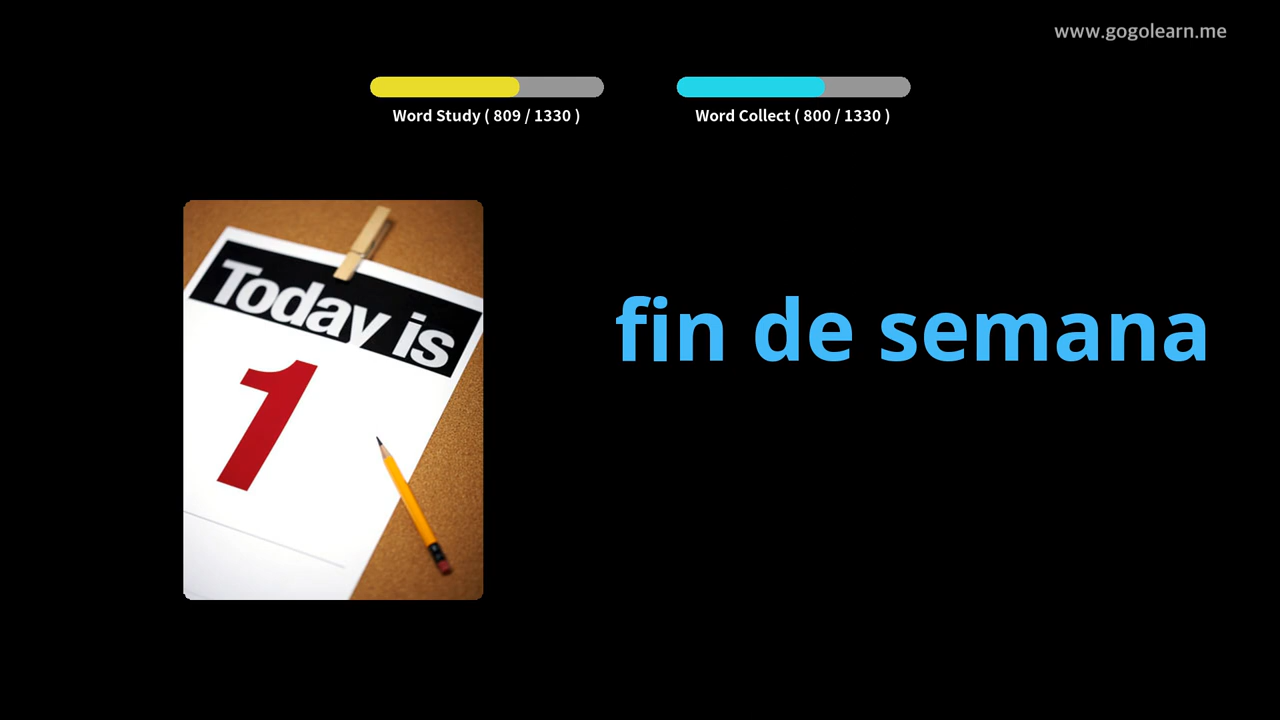 www.gogolearn.me
Word Study ( 809 / 1330 )
Word Collect ( 800 / 1330 )
Today is
1
fin de semana